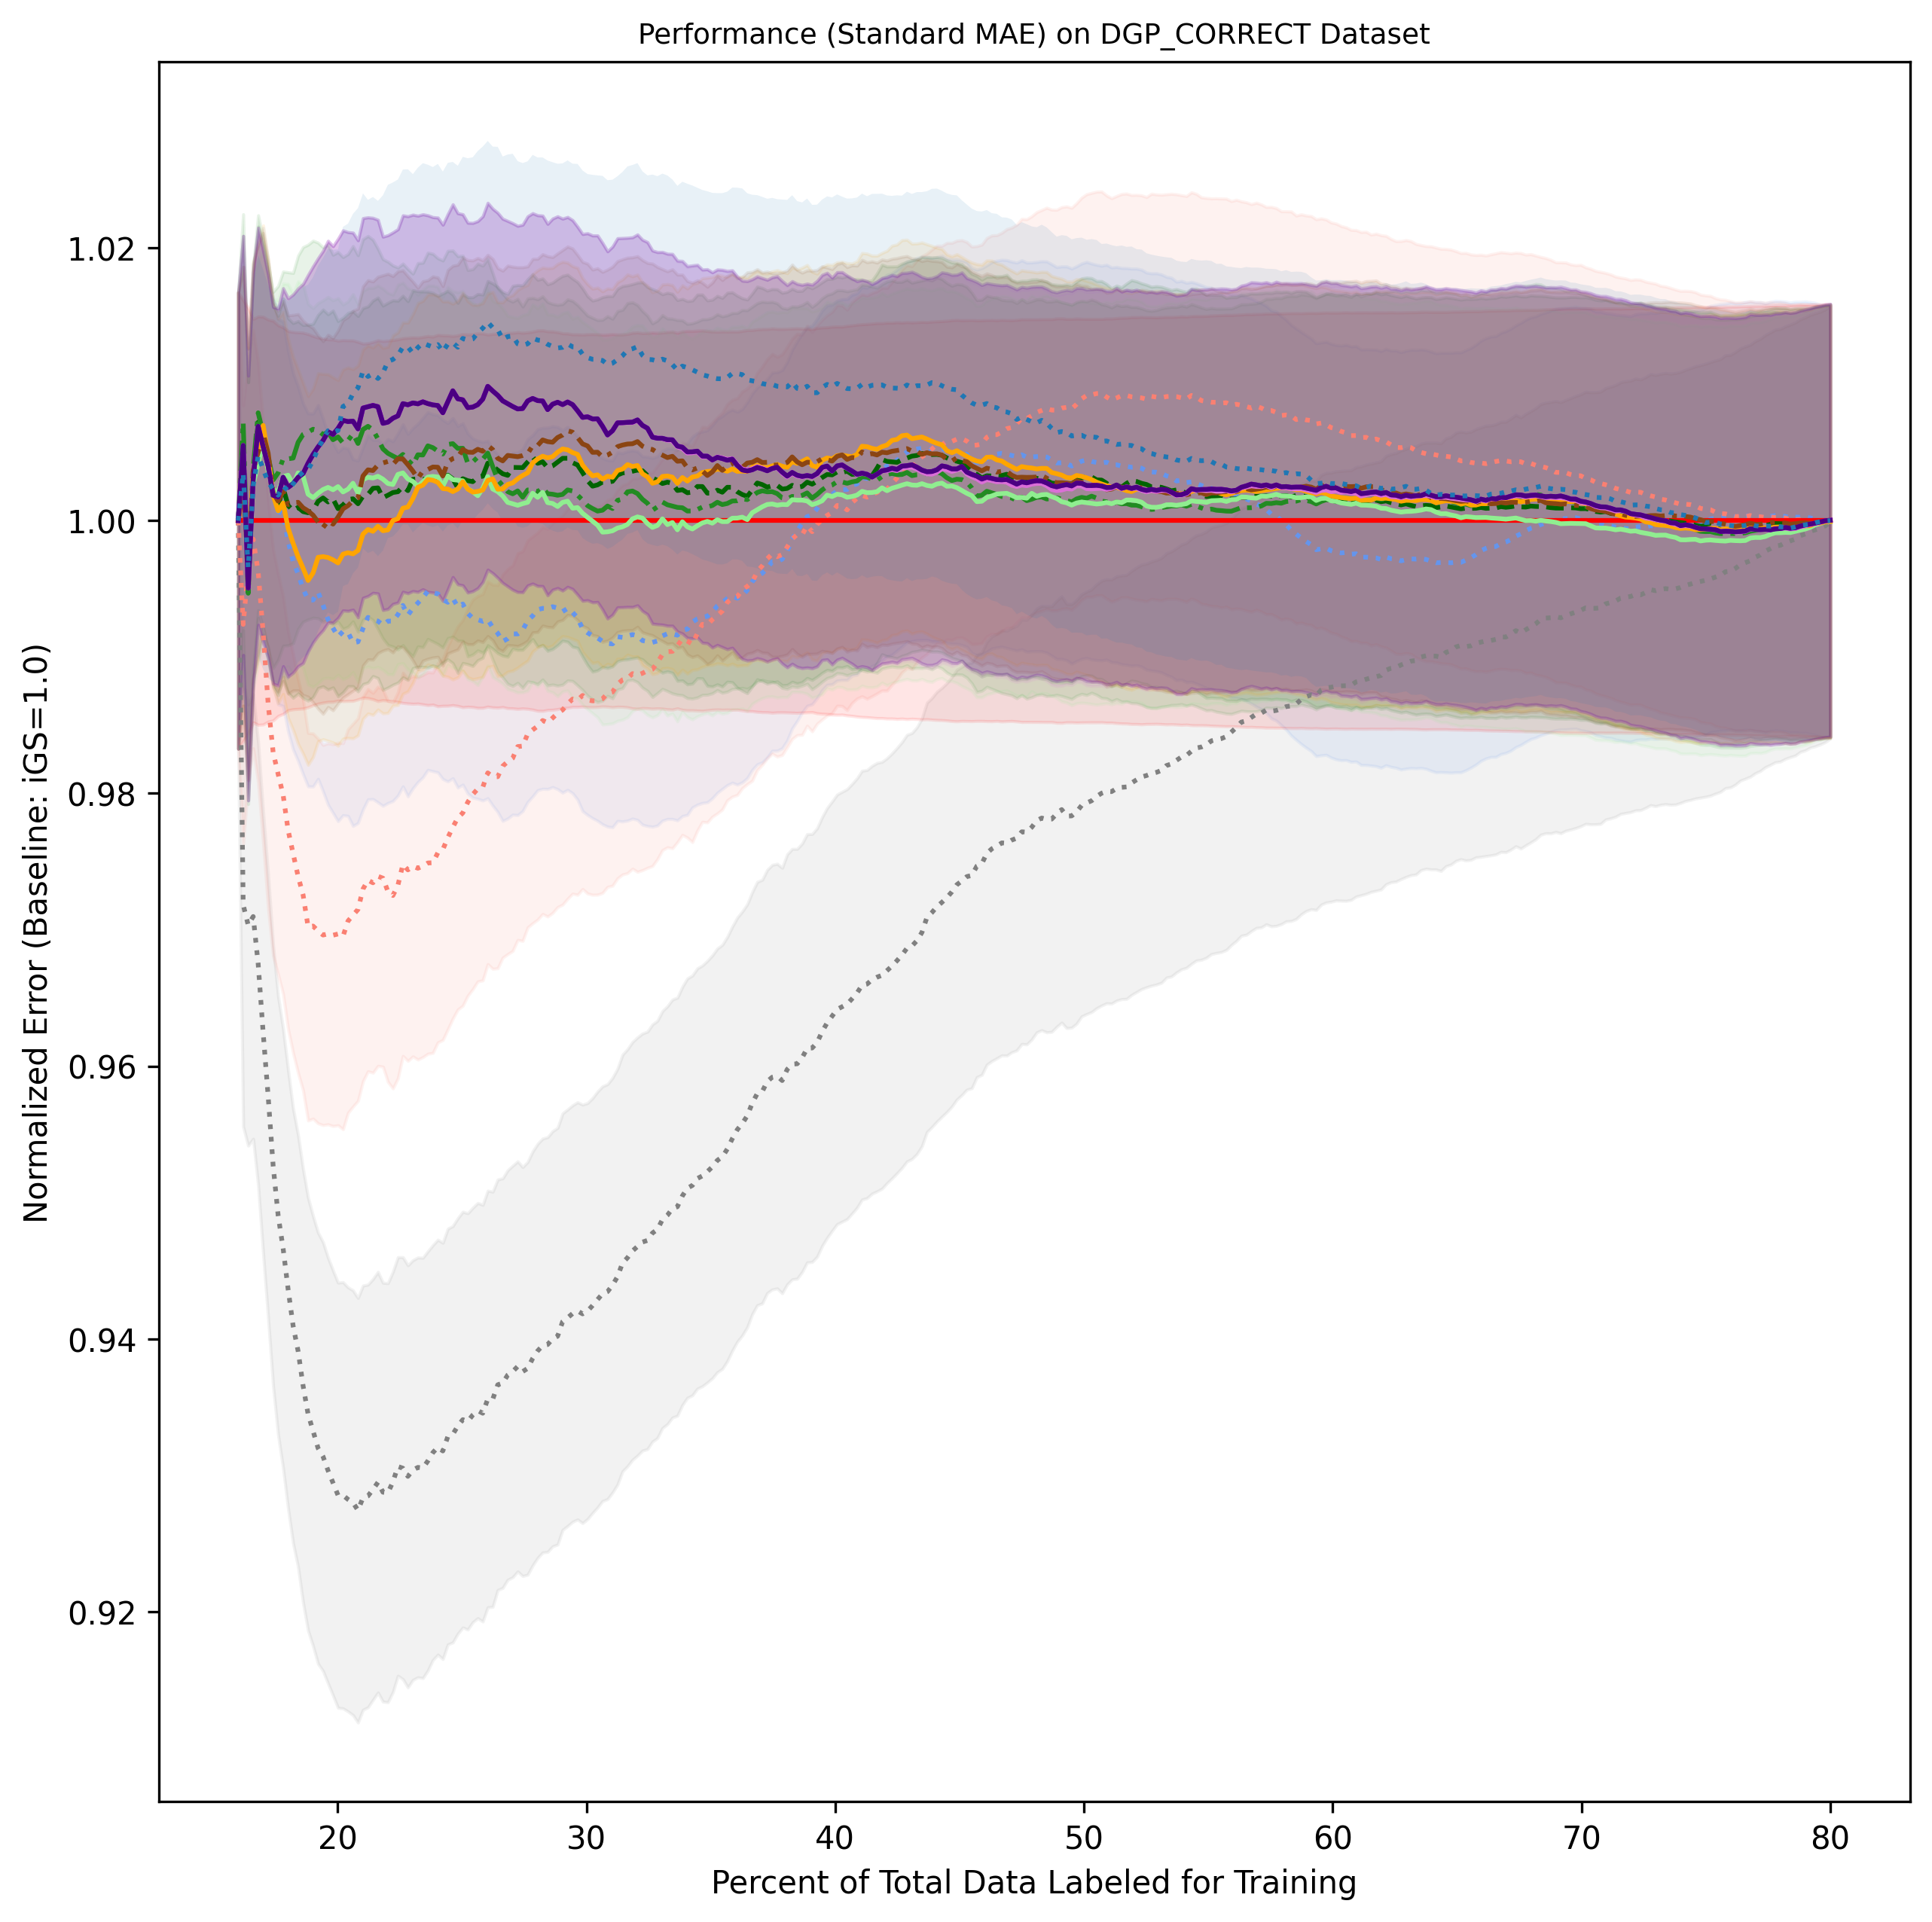 Performance (Standard MAE) on DGP_CORRECT Dataset
Normalized Error (Baseline: iGS=1.0)
1.02
1.00
0.98
0.96
0.94
0.92
20 30 40 50 60 70 80
Percent of Total Data Labeled for Training